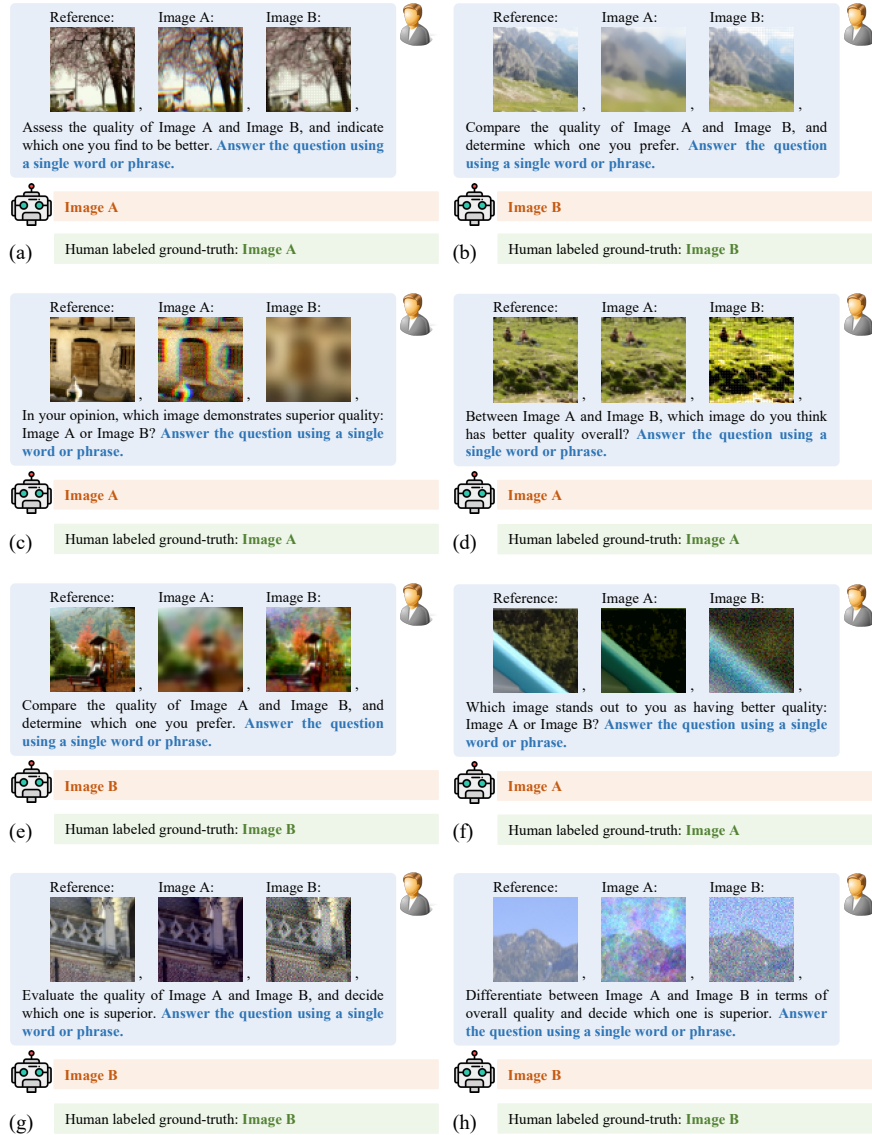 Reference: Image A: Image B:
, , ,
Assess the quality of Image A and Image B, and indicate
which one you find to be better. Answer the question using
a single word or phrase.
Image A
(a) Human labeled ground-truth: Image A
Reference: Image A: Image B:
, , ,
Compare the quality of Image A and Image B, and
determine which one you prefer. Answer the question
using a single word or phrase.
Image B
(b) Human labeled ground-truth: Image B
Reference: Image A: Image B:
, , ,
In your opinion, which image demonstrates superior quality:
Image A or Image B? Answer the question using a single
word or phrase.
Image A
(c) Human labeled ground-truth: Image A
Reference: Image A: Image B:
, , ,
Between Image A and Image B, which image do you think
has better quality overall? Answer the question using a
single word or phrase.
Image A
(d) Human labeled ground-truth: Image A
Reference: Image A: Image B:
, , ,
Compare the quality of Image A and Image B, and
determine which one you prefer. Answer the question
using a single word or phrase.
Image B
(e) Human labeled ground-truth: Image B
Reference: Image A: Image B:
, , ,
Which image stands out to you as having better quality:
Image A or Image B? Answer the question using a single
word or phrase.
Image A
(f) Human labeled ground-truth: Image A
Reference: Image A: Image B:
, , ,
Evaluate the quality of Image A and Image B, and decide
which one is superior. Answer the question using a single
word or phrase.
Image B
(g) Human labeled ground-truth: Image B
Reference: Image A: Image B:
, , ,
Differentiate between Image A and Image B in terms of
overall quality and decide which one is superior. Answer
the question using a single word or phrase.
Image B
(h) Human labeled ground-truth: Image B